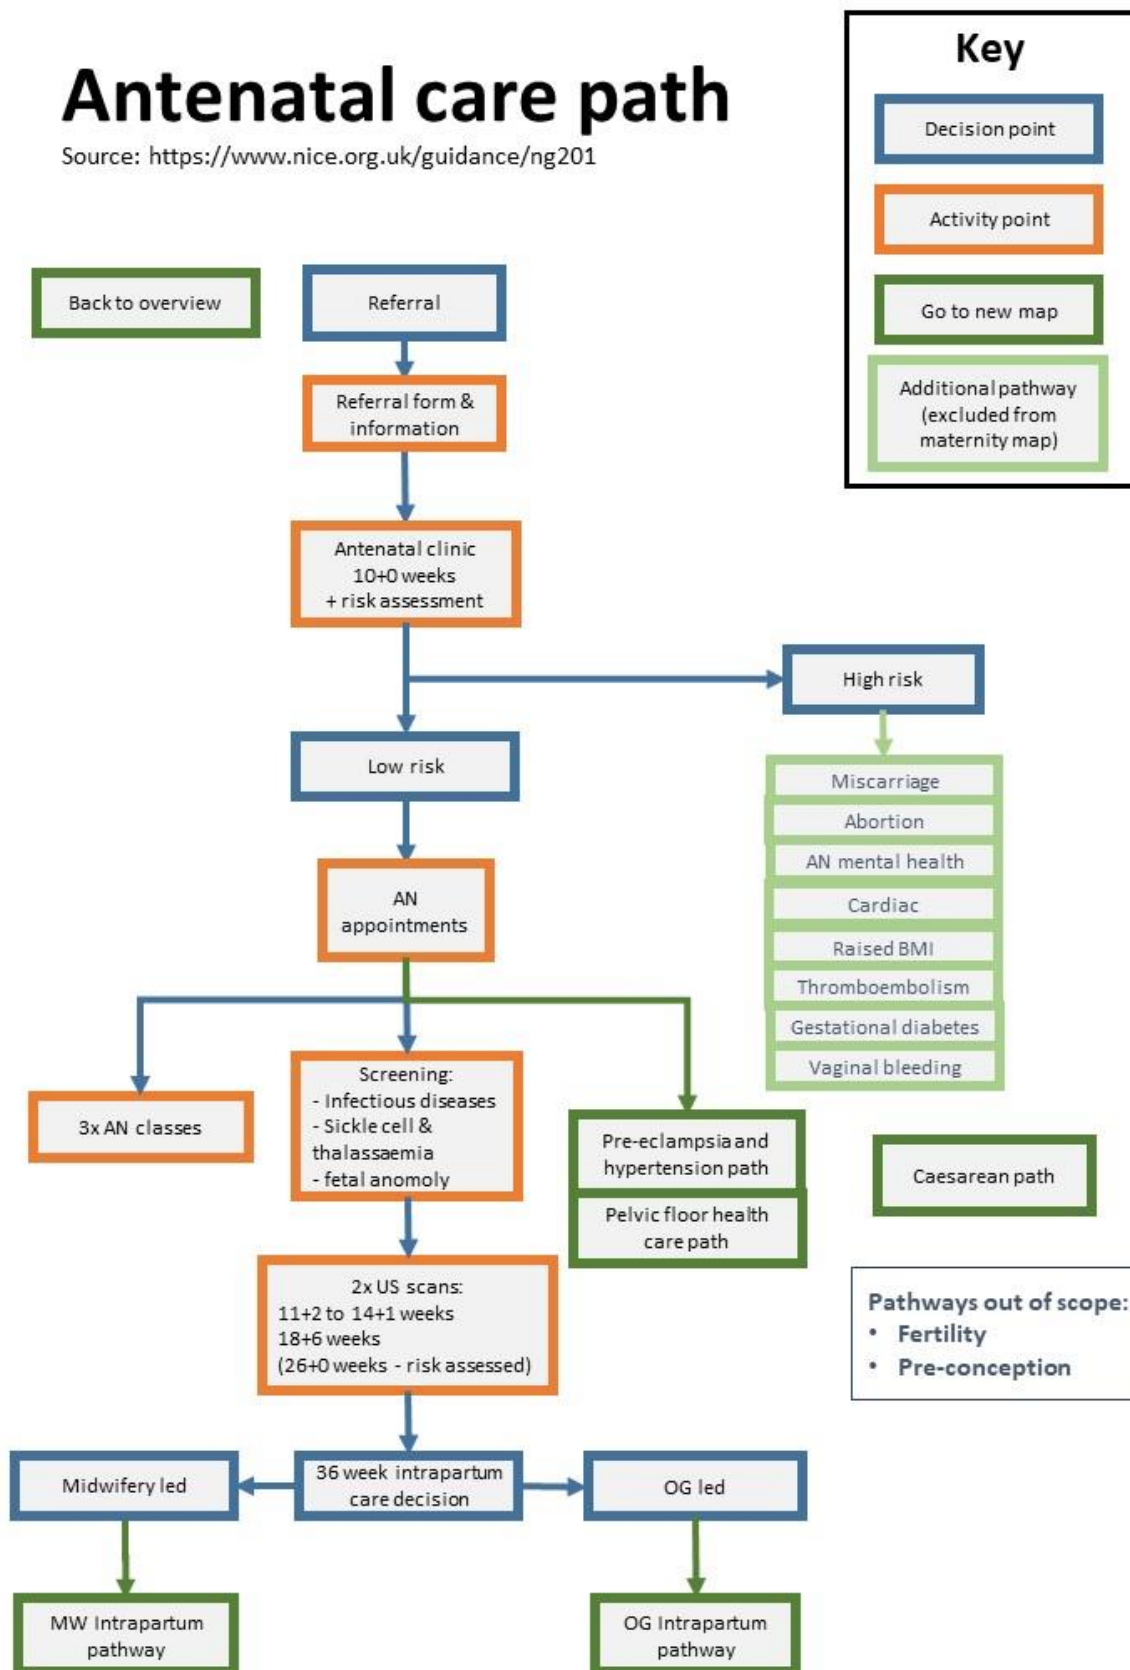 Antenatal care path
Source: https://www.nice.org.uk/guidance/ng201
Key
Decision point
Activity point
Go to new map
Additional pathway
(excluded from
maternity map)
Back to overview
Referral
Referral form &
information
Antenatal clinic
10+0 weeks
+ risk assessment
High risk
Low risk
Miscarriage
Abortion
AN mental health
Cardiac
Raised BMI
Thromboembolism
Gestational diabetes
Vaginal bleeding
AN
appointments
3x AN classes
Screening:
- Infectious diseases
- Sickle cell &
thalassaemia
- fetal anomoly
Pre-eclampsia and
hypertension path
Pelvic floor health
care path
Caesarean path
2x US scans:
11+2 to 14+1 weeks
18+6 weeks
(26+0 weeks - risk assessed)
Pathways out of scope:
• Fertility
• Pre-conception
Midwifery led
36 week intrapartum
care decision
OG led
MW Intrapartum
pathway
OG Intrapartum
pathway